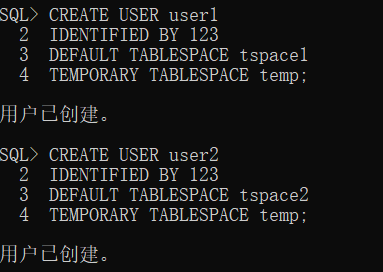 SQL> CREATE USER user1
2 IDENTIFIED BY 123
3 DEFAULT TABLESPACE tspace1
4 TEMPORARY TABLESPACE temp;
用户已创建。
SQL> CREATE USER user2
2 IDENTIFIED BY 123
3 DEFAULT TABLESPACE tspace2
4 TEMPORARY TABLESPACE temp;
用户已创建。